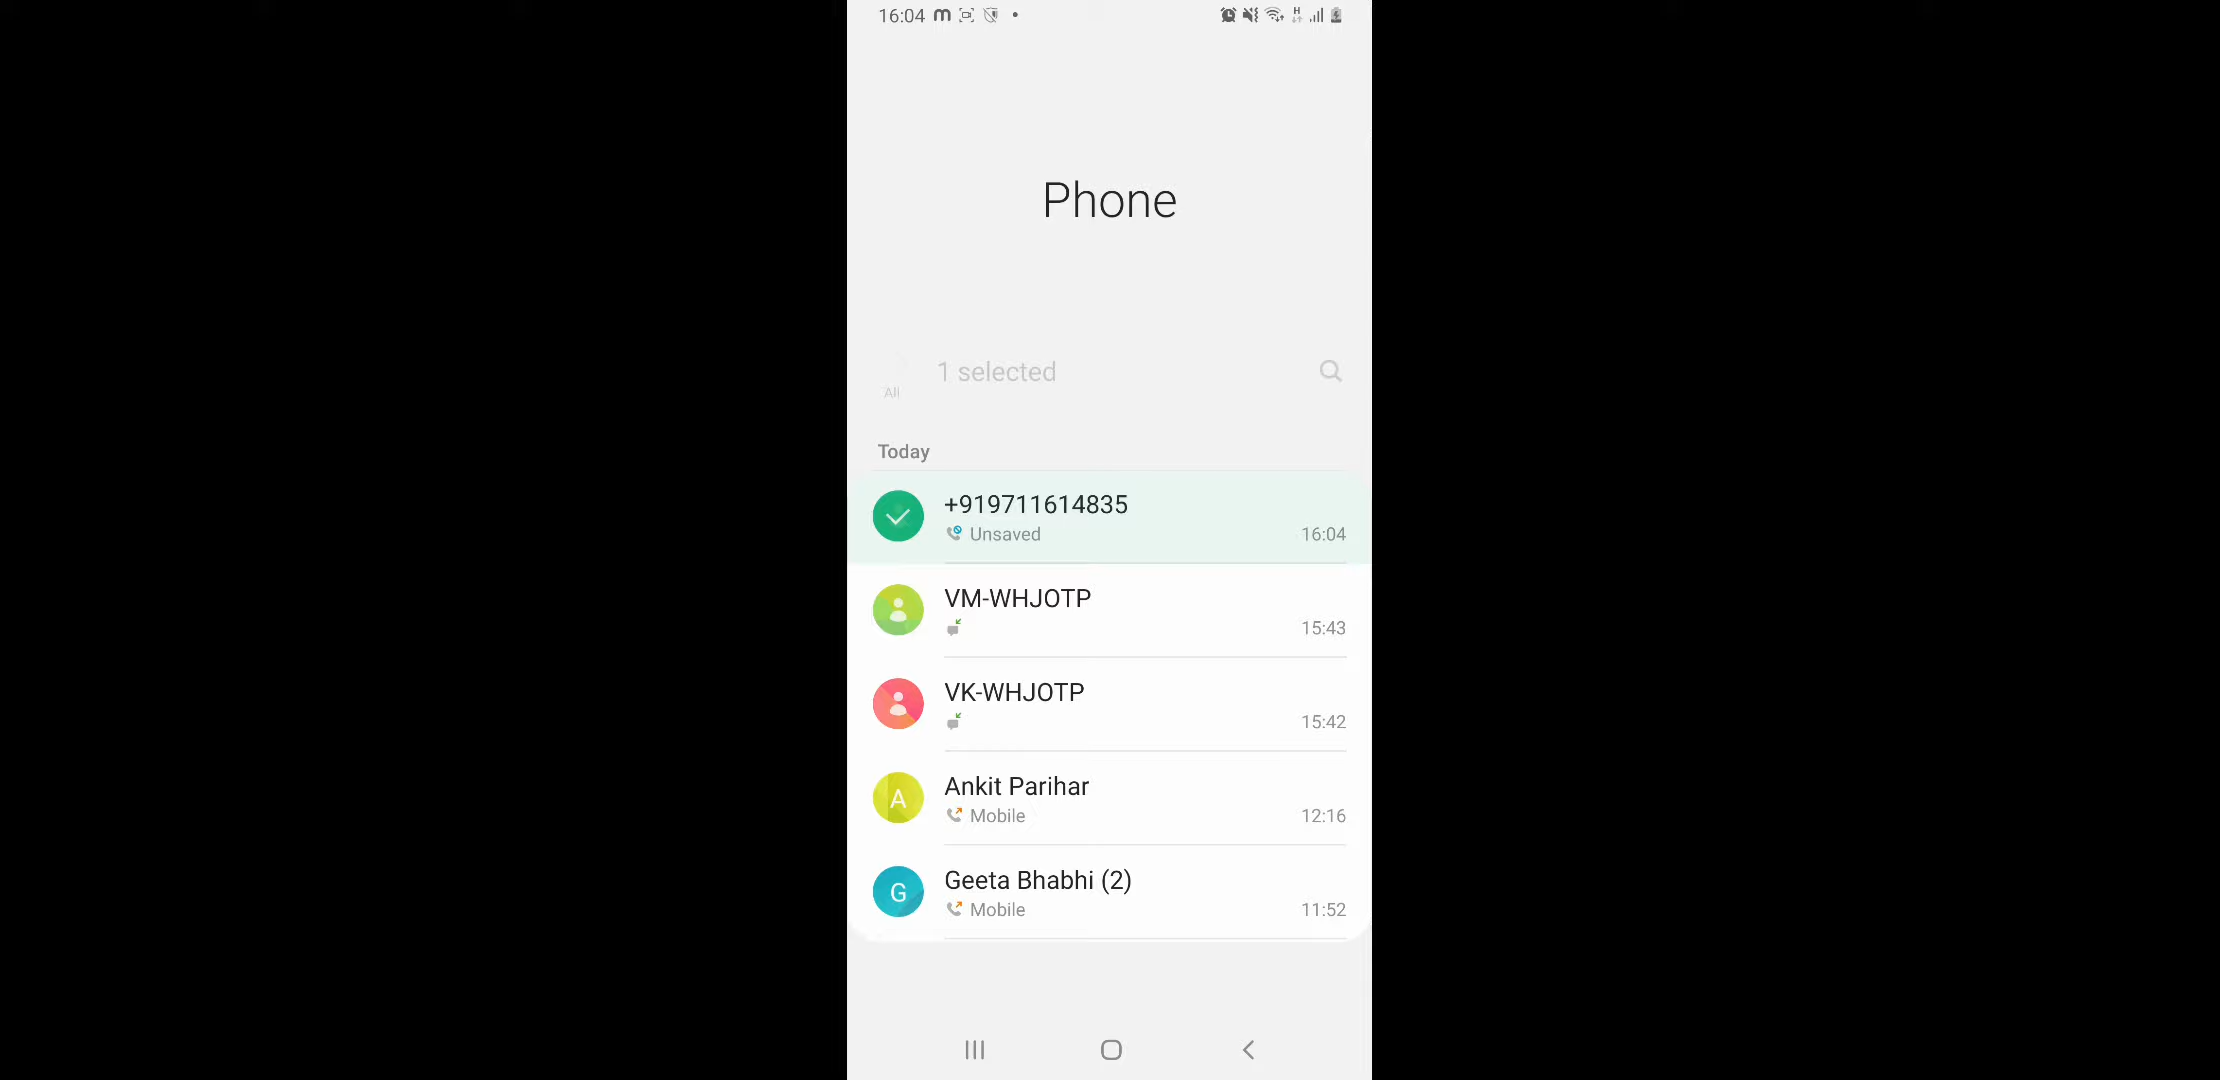 16:04
H
Phone
1 selected
All
Today
+919711614835
Unsaved
16:04
VM-WHJOTP
15:43
VK-WHJOTP
15:42
A
Ankit Parihar
Mobile
12:16
G
Geeta Bhabhi (2)
Mobile
11:52